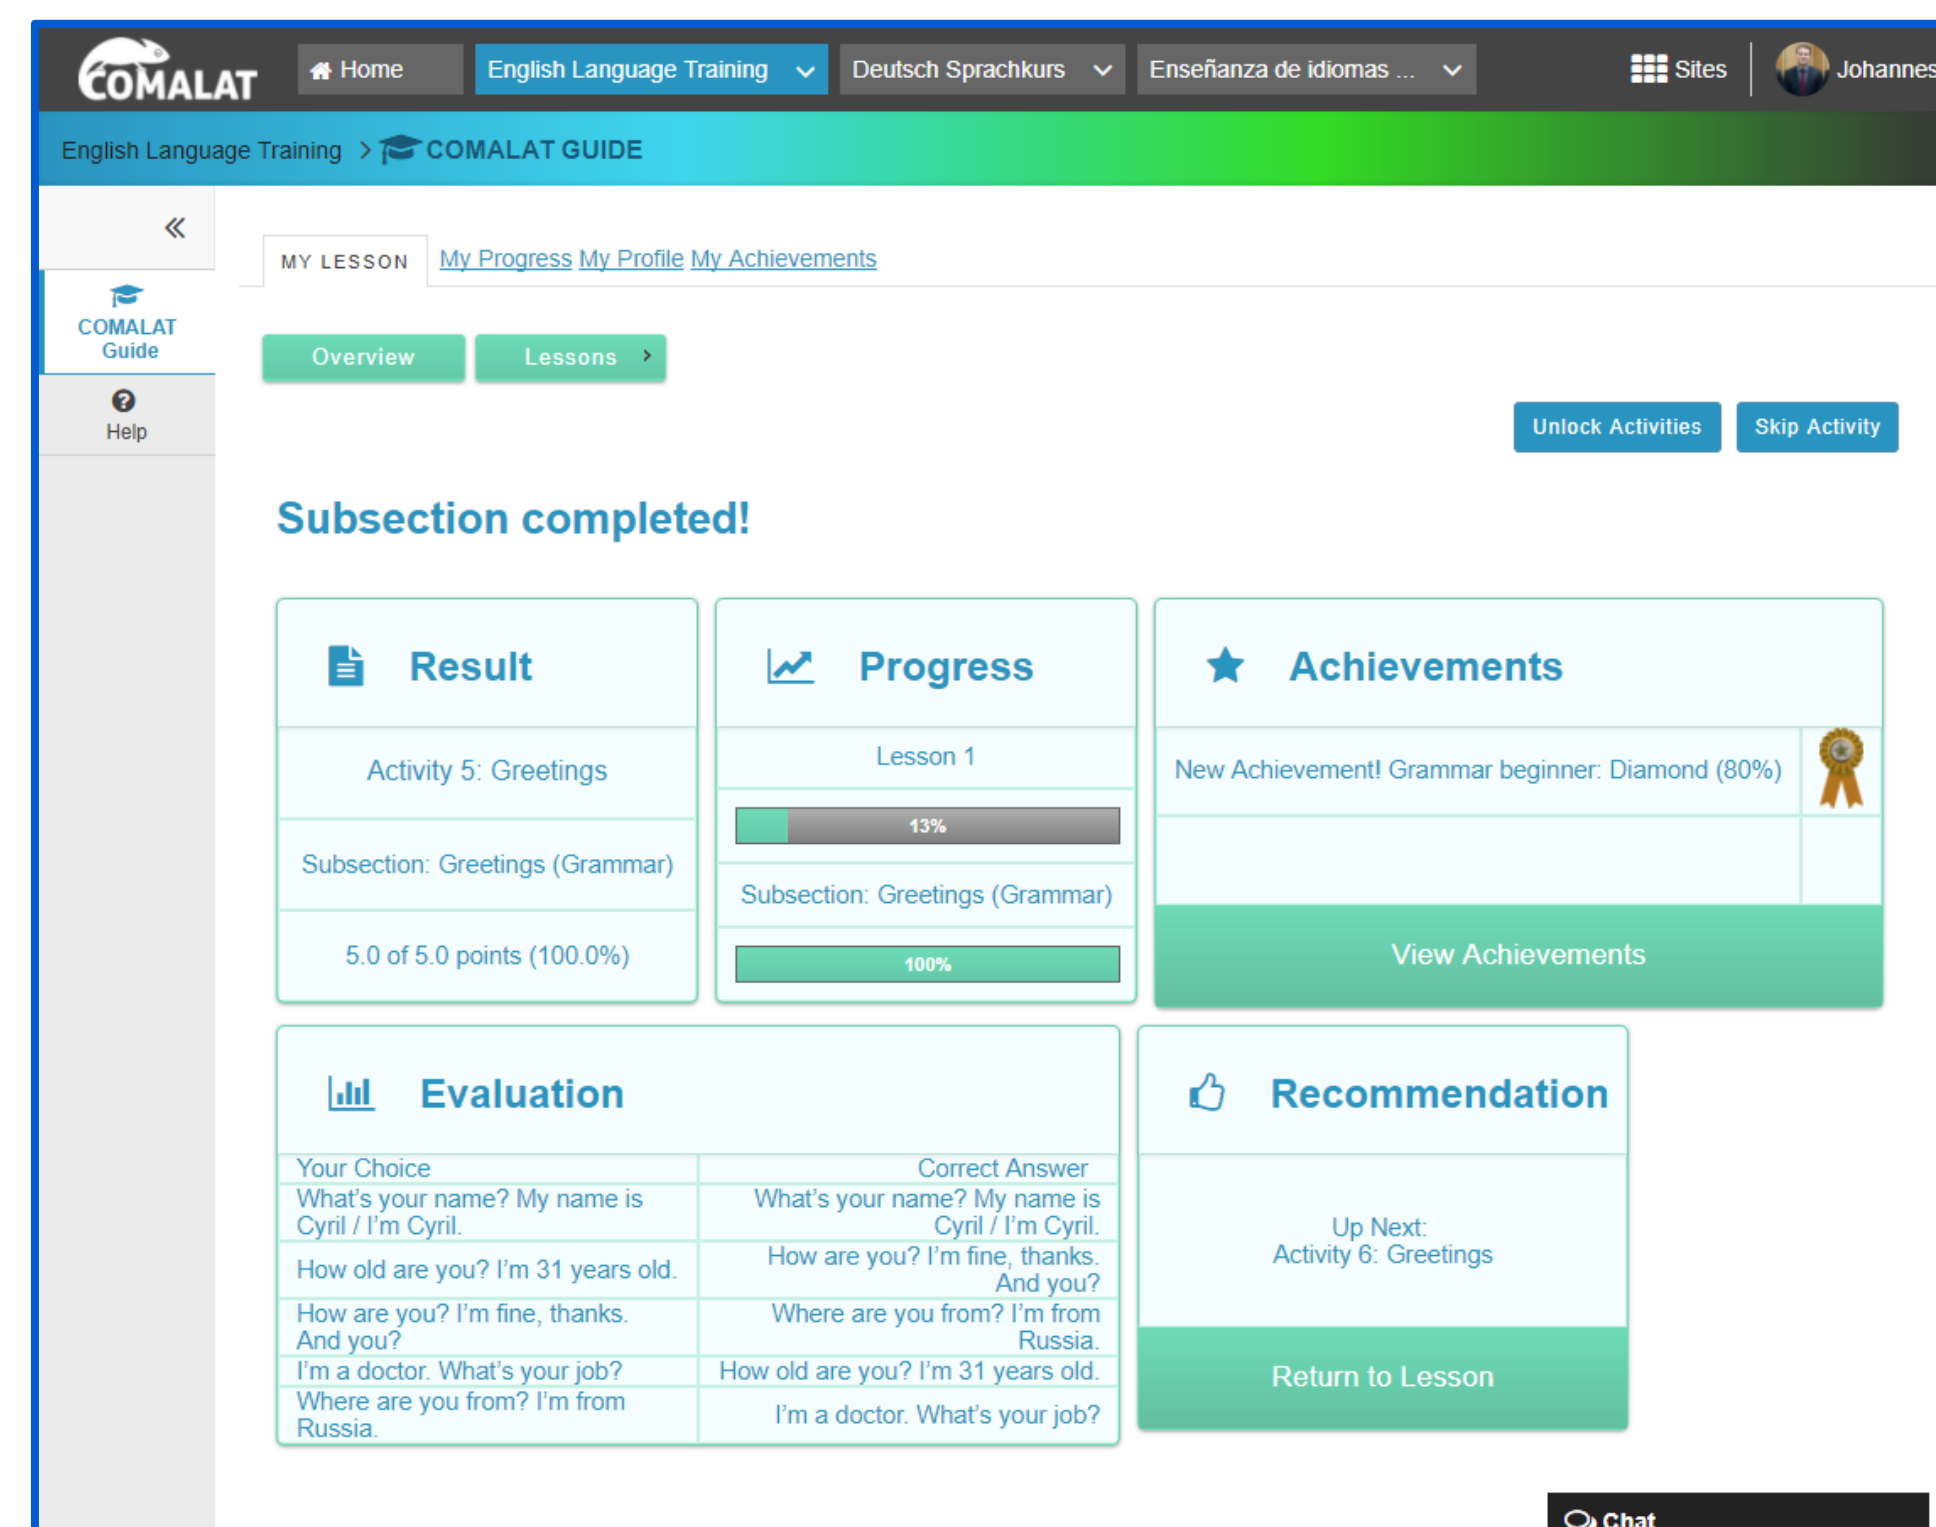 COMALAT
Home
English Language Training
Deutsch Sprachkurs
Enseñanza de idiomas ...
Sites
Johannes
English Language Training > COMALAT GUIDE
«
MY LESSON
My Progress My Profile My Achievements
COMALAT
Guide
Help
Overview
Lessons
Unlock Activities
Skip Activity
Subsection completed!
Result
Activity 5: Greetings
Subsection: Greetings (Grammar)
5.0 of 5.0 points (100.0%)
Progress
Lesson 1
13%
Subsection: Greetings (Grammar)
100%
Achievements
New Achievement! Grammar beginner: Diamond (80%)
View Achievements
Evaluation
Your Choice
Correct Answer
What’s your name? My name is
Cyril / I’m Cyril.
What’s your name? My name is
Cyril / I’m Cyril.
How old are you? I’m 31 years old.
How are you? I’m fine, thanks.
And you?
How are you? I’m fine, thanks.
And you?
Where are you from? I’m from
Russia.
I’m a doctor. What’s your job?
How old are you? I’m 31 years old.
Where are you from? I’m from
Russia.
I’m a doctor. What’s your job?
Recommendation
Up Next:
Activity 6: Greetings
Return to Lesson
Chat